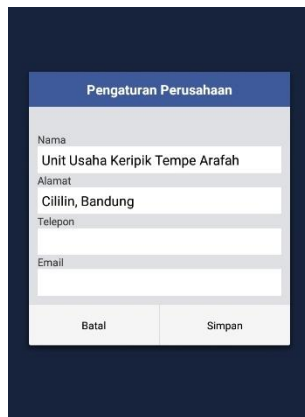 Pengaturan Perusahaan
Nama
Unit Usaha Keripik Tempe Arafah
Alamat
Cililin, Bandung
Telepon
Email
Batal Simpan